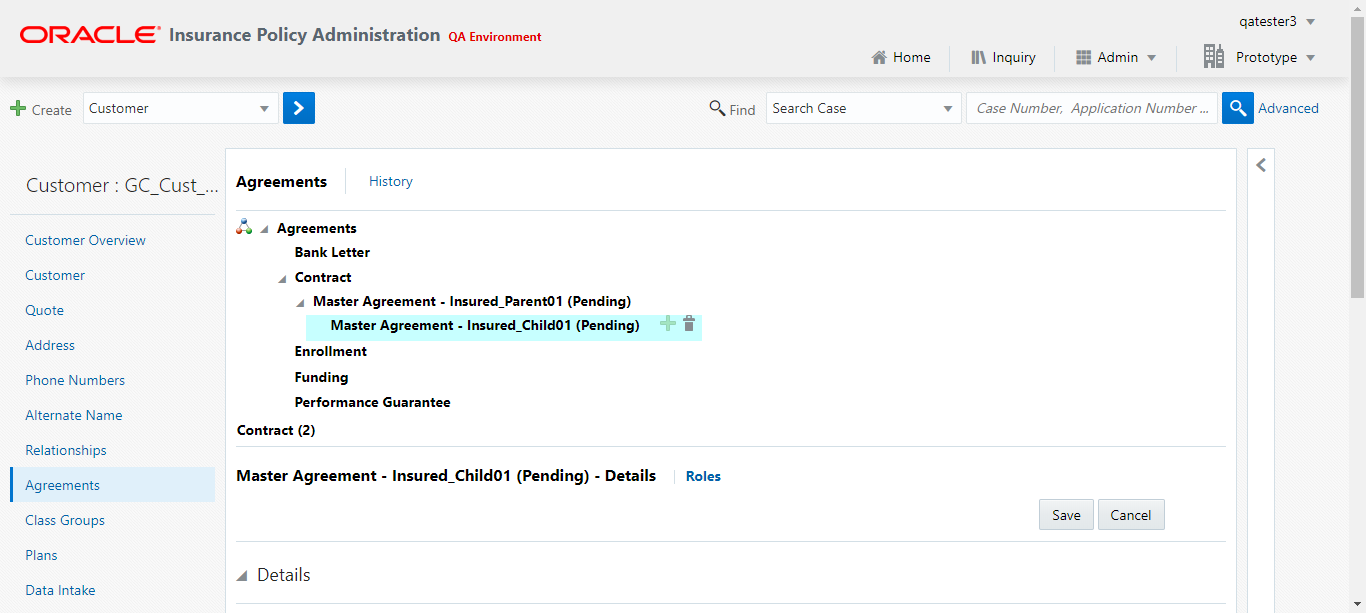 qatester3
ORACLE Insurance Policy Administration QA Environment
Home Inquiry Admin Prototype
Create Customer Find Search Case Case Number, Application Number ... Advanced
Customer : GC_Cust_...
Customer Overview
Customer
Quote
Address
Phone Numbers
Alternate Name
Relationships
Agreements
Class Groups
Plans
Data Intake
Agreements History
Agreements
Bank Letter
Contract
Master Agreement - Insured_Parent01 (Pending)
Master Agreement - Insured_Child01 (Pending)
Enrollment
Funding
Performance Guarantee
Contract (2)
Master Agreement - Insured_Child01 (Pending) - Details Roles
Save Cancel
Details